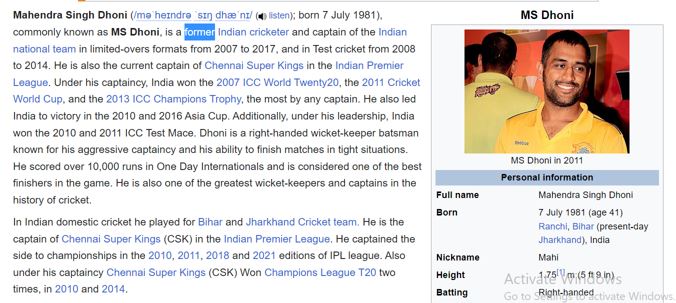 Mahendra Singh Dhoni (/məˈheɪndrə ˈsɪŋ dhæˈnɪ/ (listen); born 7 July 1981),
commonly known as MS Dhoni, is a former Indian cricketer and captain of the Indian
national team in limited-overs formats from 2007 to 2017, and in Test cricket from 2008
to 2014. He is also the current captain of Chennai Super Kings in the Indian Premier
League. Under his captaincy, India won the 2007 ICC World Twenty20, the 2011 Cricket
World Cup, and the 2013 ICC Champions Trophy, the most by any captain. He also led
India to victory in the 2010 and 2016 Asia Cup. Additionally, under his leadership, India
won the 2010 and 2011 ICC Test Mace. Dhoni is a right-handed wicket-keeper batsman
known for his aggressive captaincy and his ability to finish matches in tight situations.
He scored over 10,000 runs in One Day Internationals and is considered one of the best
finishers in the game. He is also one of the greatest wicket-keepers and captains in the
history of cricket.
In Indian domestic cricket he played for Bihar and Jharkhand Cricket team. He is the
captain of Chennai Super Kings (CSK) in the Indian Premier League. He captained the
side to championships in the 2010, 2011, 2018 and 2021 editions of IPL league. Also
under his captaincy Chennai Super Kings (CSK) Won Champions League T20 two
times, in 2010 and 2014.
MS Dhoni
MS Dhoni in 2011
Personal information
Full name Mahendra Singh Dhoni
Born 7 July 1981 (age 41)
Ranchi, Bihar (present-day
Jharkhand), India
Nickname Mahi
Height 1.75[1] m (5 ft 9 in)
Batting Right-handed
Activate Windows
Go to Settings to activate Windows.